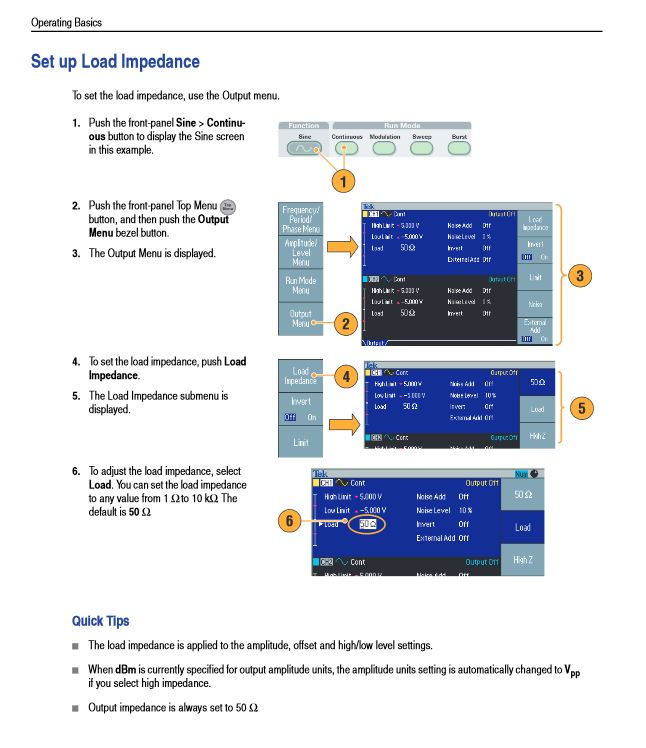 Operating Basics
Set up Load Impedance
To set the load impedance, use the Output menu.
1. Push the front-panel Sine > Continu-
ous button to display the Sine screen
in this example.
Function
Run Mode
Sine
Continuous Modulation Sweep Burst
1
2. Push the front-panel Top Menu
button, and then push the Output
Menu bezel button.
3. The Output Menu is displayed.
Frequency/
Period/
Phase Menu
Amplitude/
Level
Menu
Run Mode
Menu
Output
Menu
2
Tek
CH1 Cont Output Off
High Limit 5.000 V Noise Add Off
Low Limit -5.000 V Noise Level
Load 50 Ω Invert Off
External Add Off
CH2 Cont Output Off
High Limit 5.000 V Noise Add Off
Low Limit -5.000 V Noise Level
Load 50 Ω Invert Off
Output
Load
Impedance
Invert
Off On
Limit
Noise
External
Add
Off On
3
4. To set the load impedance, push Load
Impedance.
5. The Load Impedance submenu is
displayed.
Load
Impedance
Invert
Off On
Limit
4
Tek
CH1 Cont Output Off
High Limit 5.000 V Noise Add Off
Low Limit -5.000 V Noise Level 10 %
Load 50 Ω Invert Off
External Add Off
CH2 Cont Output Off
50 Ω
Load
High Z
5
6. To adjust the load impedance, select
Load. You can set the load impedance
to any value from 1 Ω to 10 kΩ The
default is 50 Ω
6
Tek
CH1 Cont Output Off
High Limit 5.000 V Noise Add Off
Low Limit -5.000 V Noise Level 10 %
Load 50 Ω Invert Off
External Add Off
CH2 Cont Output Off
Num
50 Ω
Load
High Z
Quick Tips
The load impedance is applied to the amplitude, offset and high/low level settings.
When dBm is currently specified for output amplitude units, the amplitude units setting is automatically changed to Vpp
if you select high impedance.
Output impedance is always set to 50 Ω